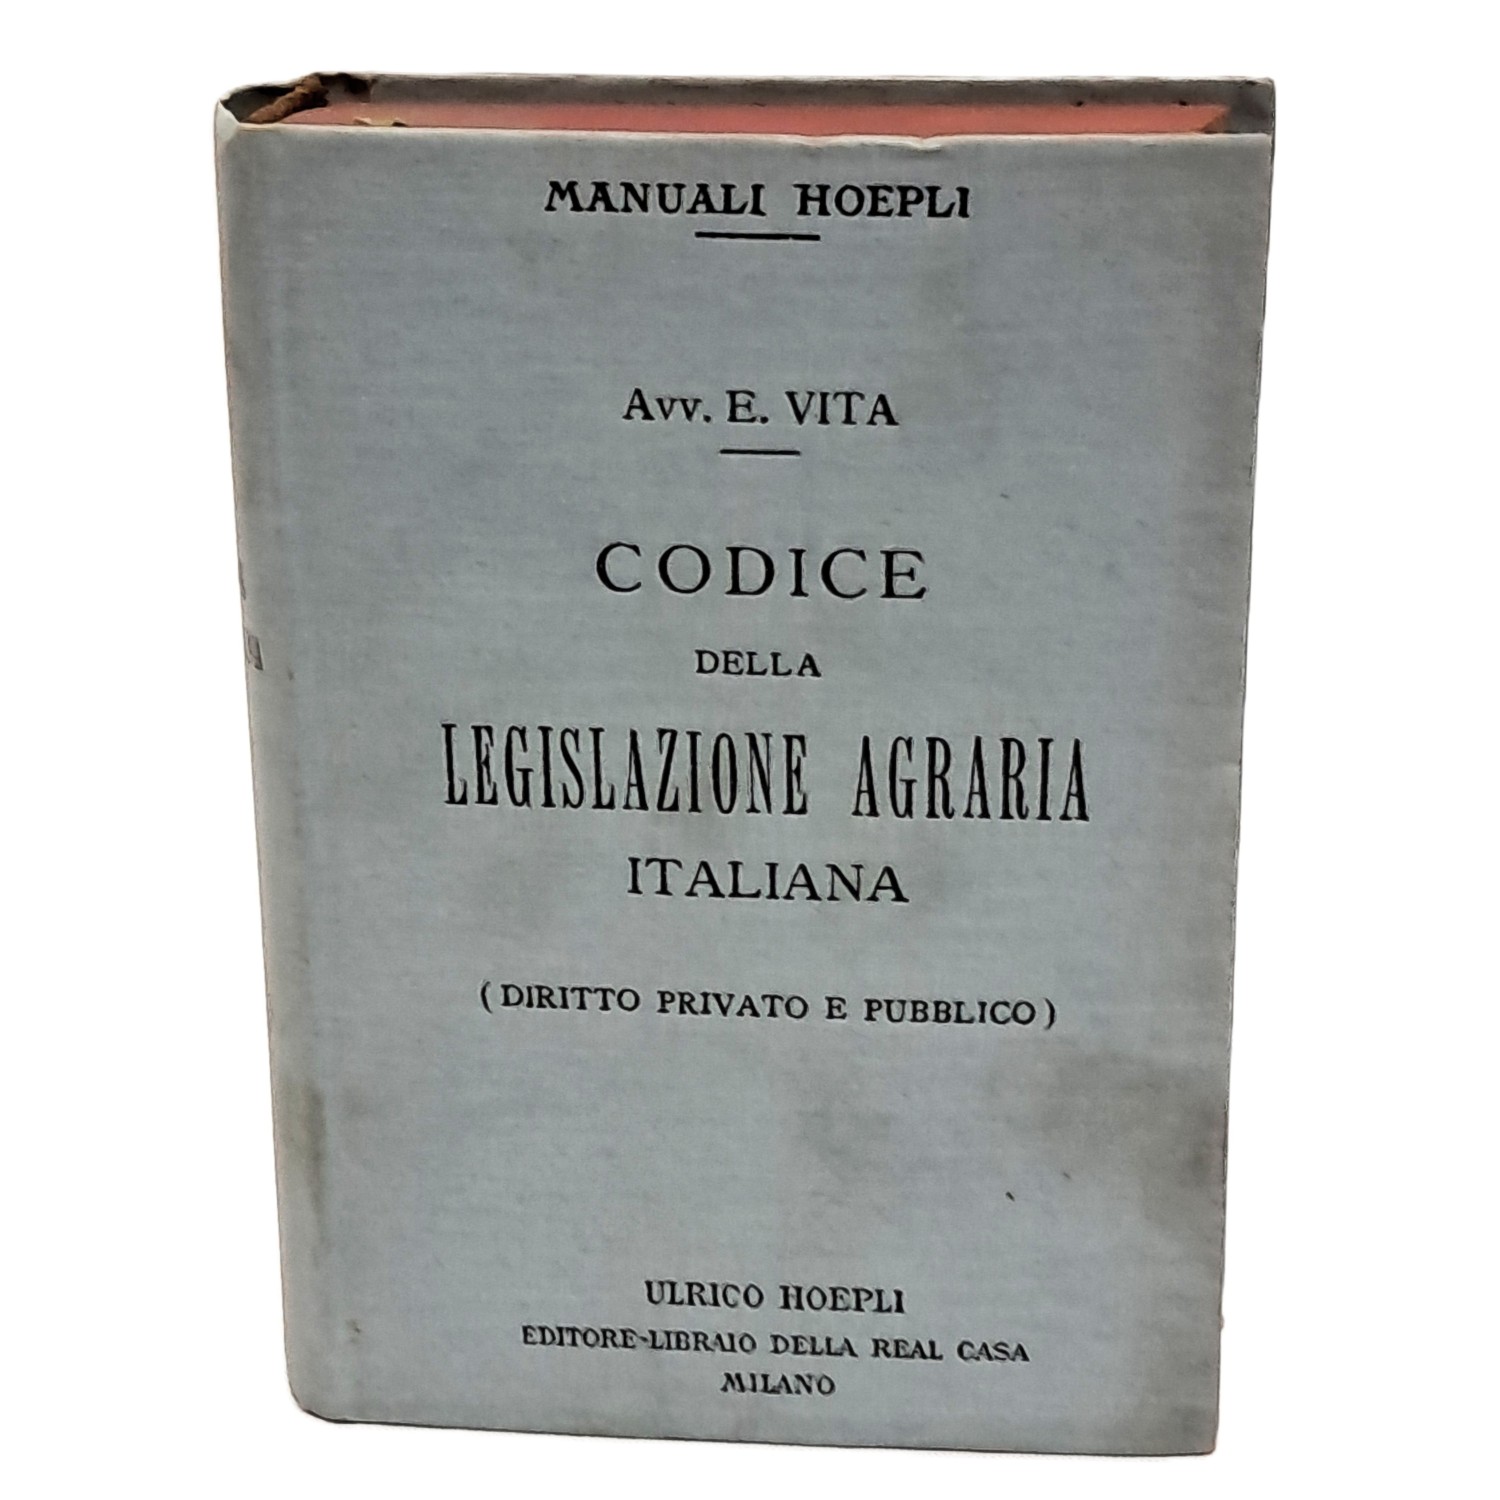 MANUALI HOEPLI
Avv. E. VITA
CODICE
DELLA
LEGISLAZIONE AGRARIA
ITALIANA
(DIRITTO PRIVATO E PUBBLICO)
ULRICO HOEPLI
EDITORE-LIBRAIO DELLA REAL CASA
MILANO